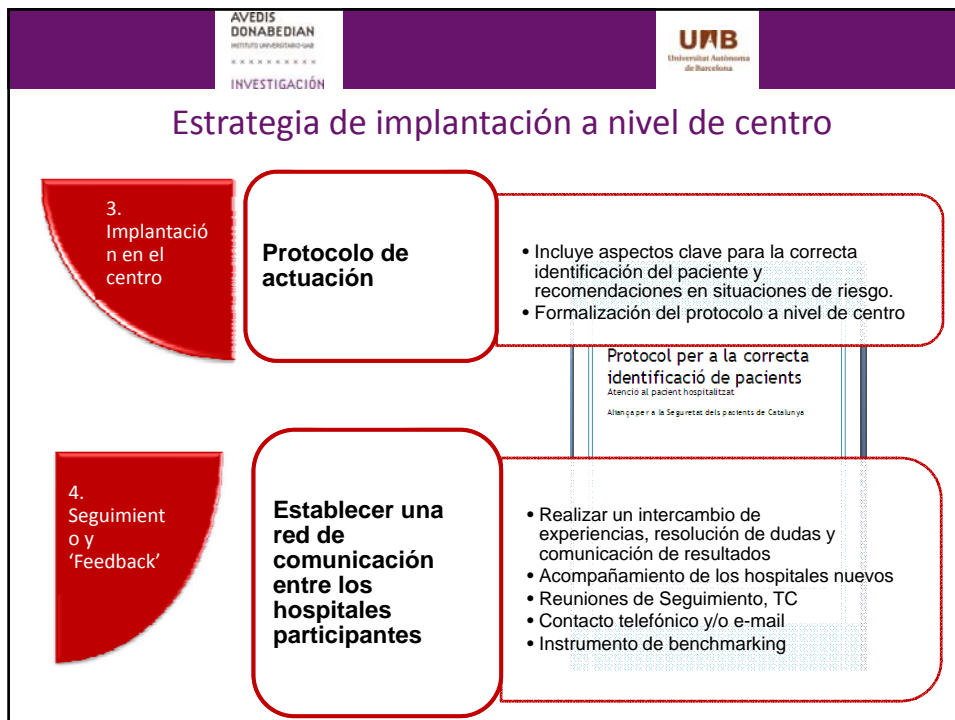 AVEDIS
DONABEDIAN
INSTITUTO UNIVERSITARIO-UAB
INVESTIGACIÓN
UAB
Universitat Autònoma
de Barcelona
Estrategia de implantación a nivel de centro
3.
Implantació
n en el
centro
Protocolo de
actuación
• Incluye aspectos clave para la correcta
identificación del paciente y
recomendaciones en situaciones de riesgo.
• Formalización del protocolo a nivel de centro
Protocol per a la correcta
identificació de pacients
Atenció al pacient hospitalitzat
Aliança per a la Seguretat dels pacients de Catalunya
4.
Seguimient
o y
‘Feedback’
Establecer una
red de
comunicación
entre los
hospitales
participantes
• Realizar un intercambio de
experiencias, resolución de dudas y
comunicación de resultados
• Acompañamiento de los hospitales nuevos
• Reuniones de Seguimiento, TC
• Contacto telefónico y/o e-mail
• Instrumento de benchmarking